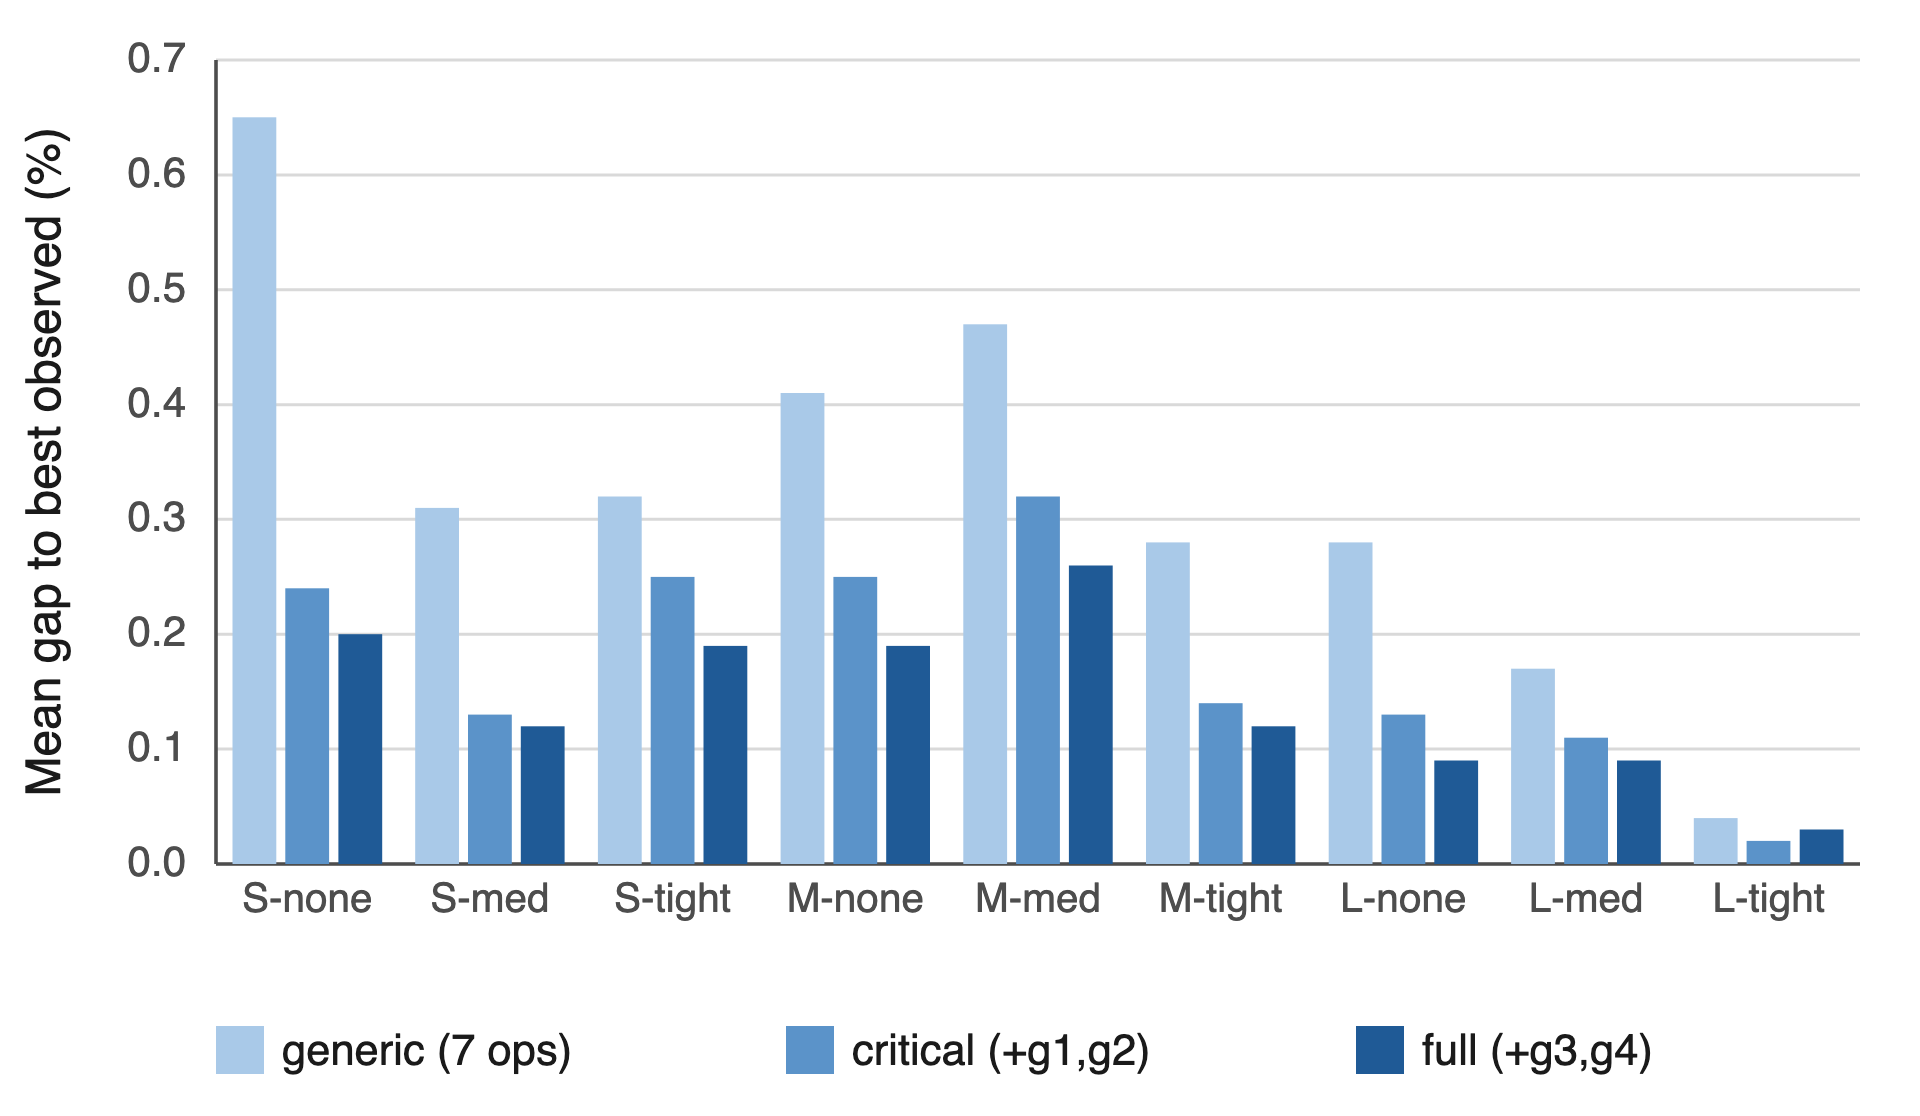 Mean gap to best observed (%)
0.7
0.6
0.5
0.4
0.3
0.2
0.1
0.0
S-none S-med S-tight M-none M-med M-tight L-none L-med L-tight
generic (7 ops) critical (+g1,g2) full (+g3,g4)